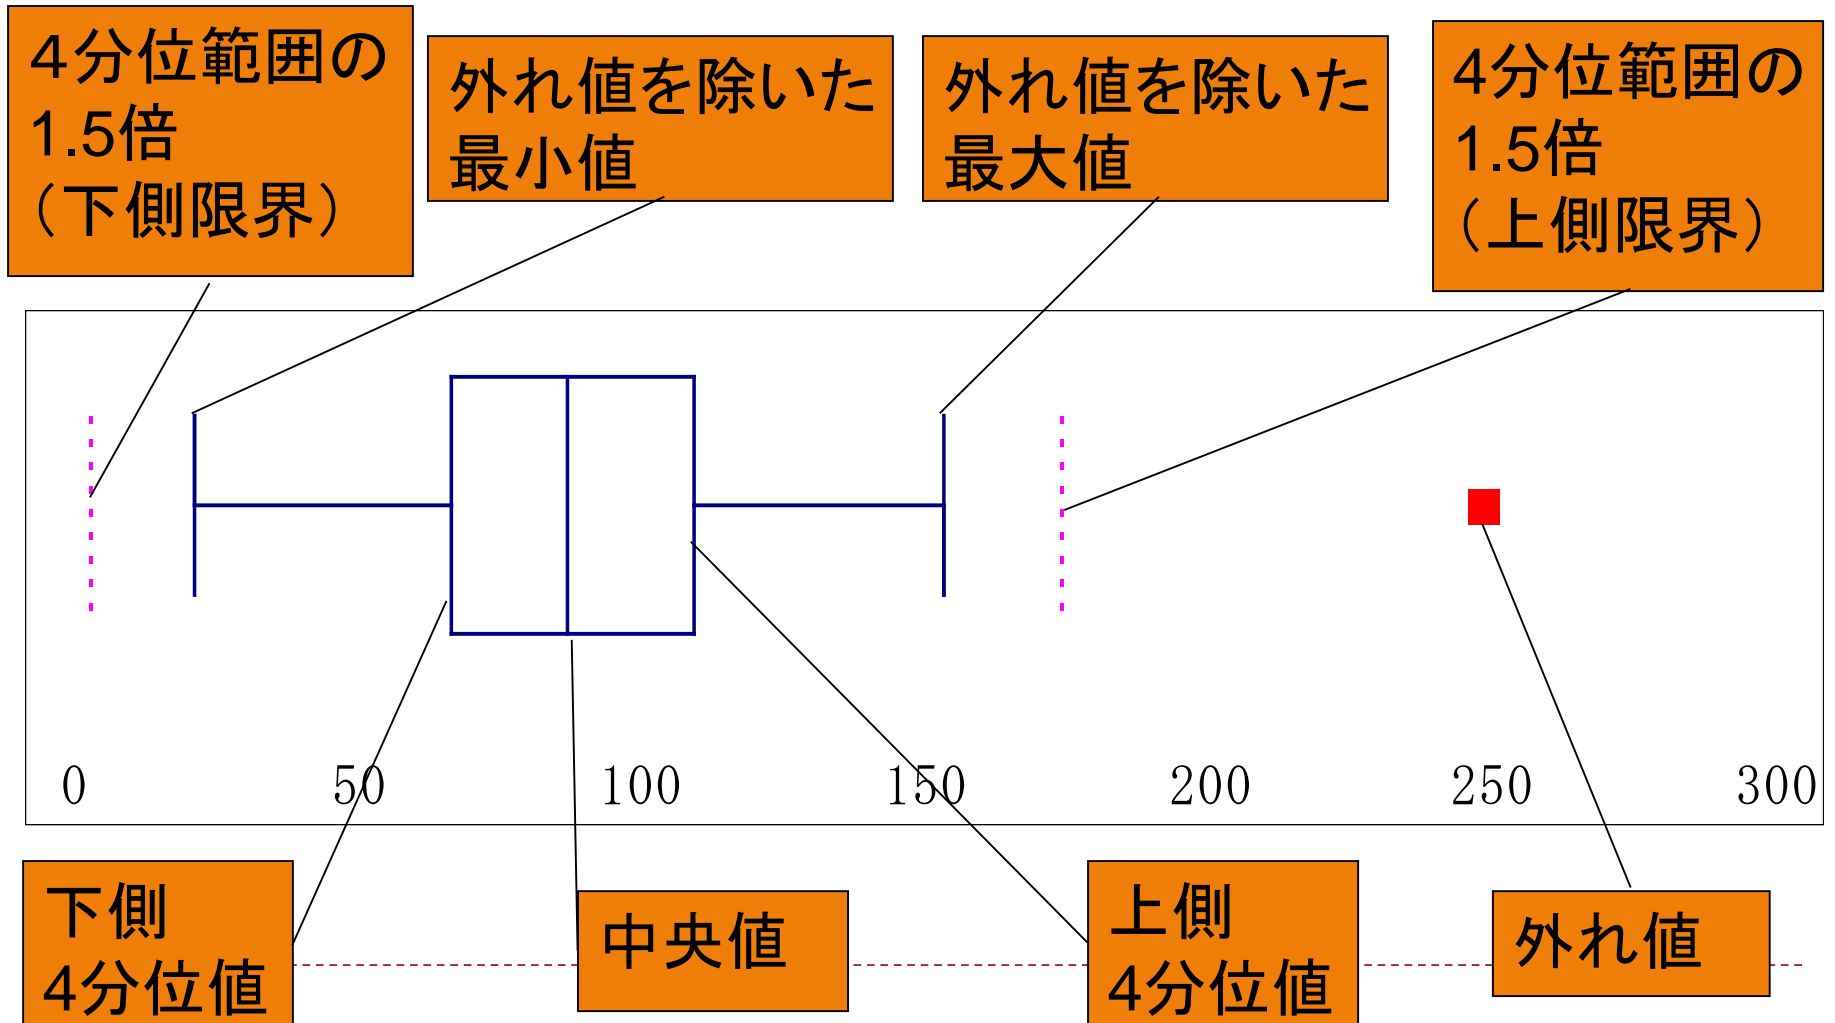 4分位範囲の
1.5倍
（下側限界）
外れ値を除いた
最小値
外れ値を除いた
最大値
4分位範囲の
1.5倍
（上側限界）
0 50 100 150 200 250 300
下側
4分位値
中央値
上側
4分位値
外れ値